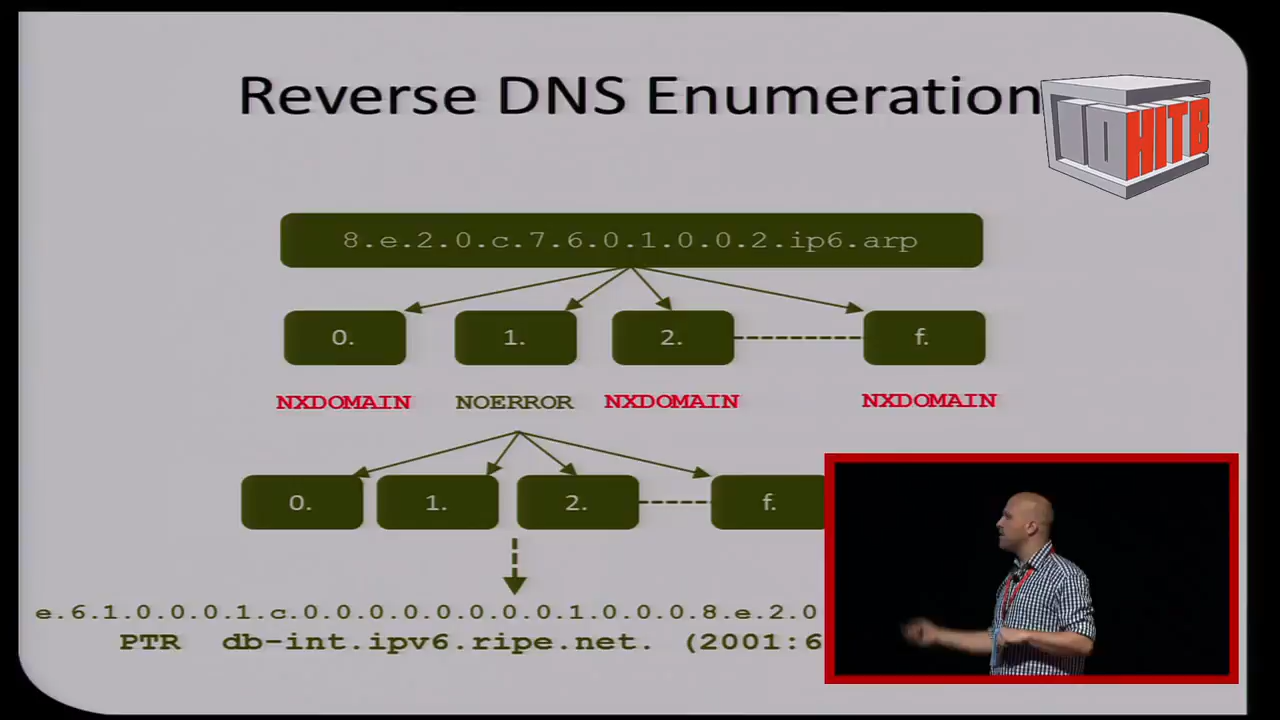 Reverse DNS Enumeration
HITB
8.e.2.0.c.7.6.0.1.0.0.2.ip6.arp
0. 1. 2. f.
NXDOMAIN NOERROR NXDOMAIN NXDOMAIN
0. 1. 2. f.
e.6.1.0.0.0.1.c.0.0.0.0.0.0.0.0.0.1.0.0.0.8.e.2.0
PTR db-int.ipv6.ripe.net. (2001:6